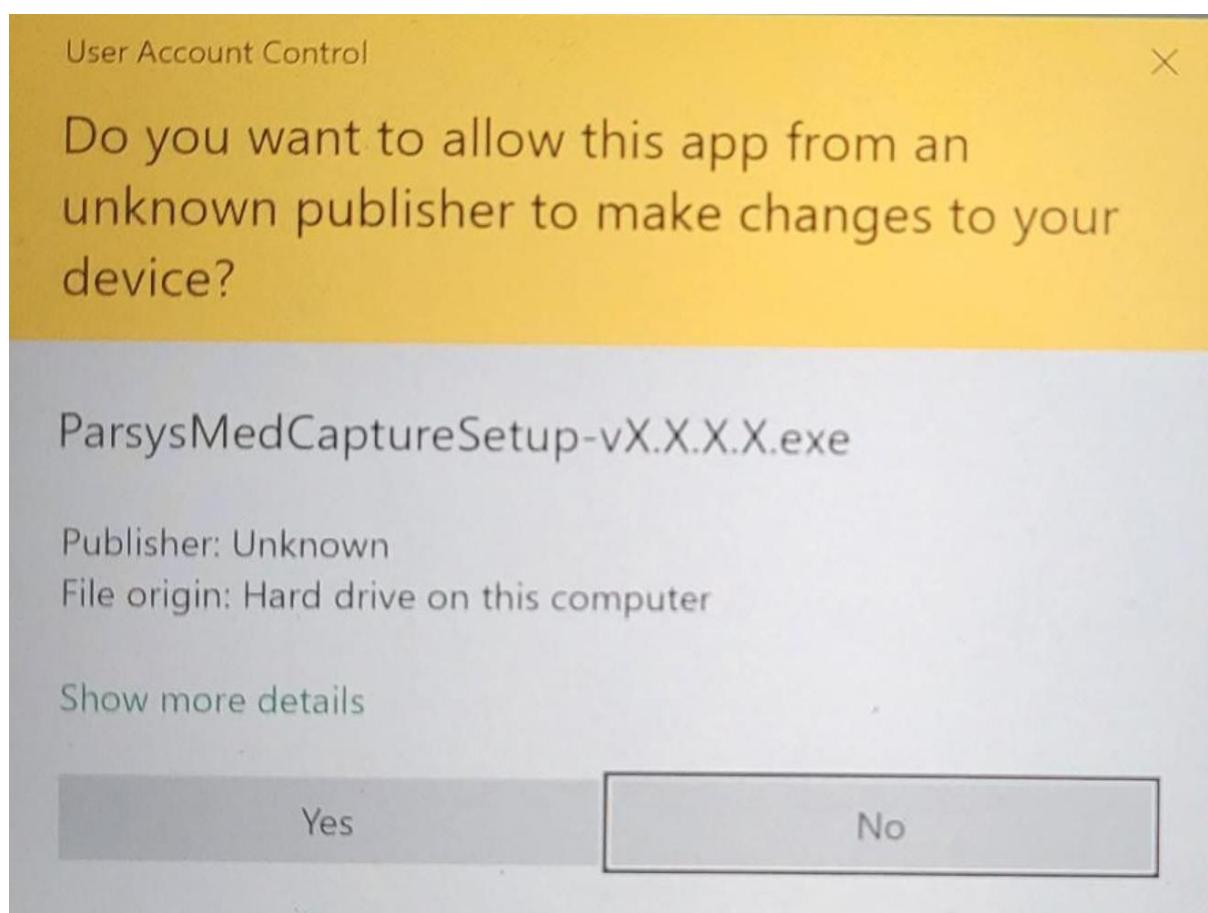 User Account Control
Do you want to allow this app from an
unknown publisher to make changes to your
device?
ParsysMedCaptureSetup-vX.X.X.X.exe
Publisher: Unknown
File origin: Hard drive on this computer
Show more details
Yes
No